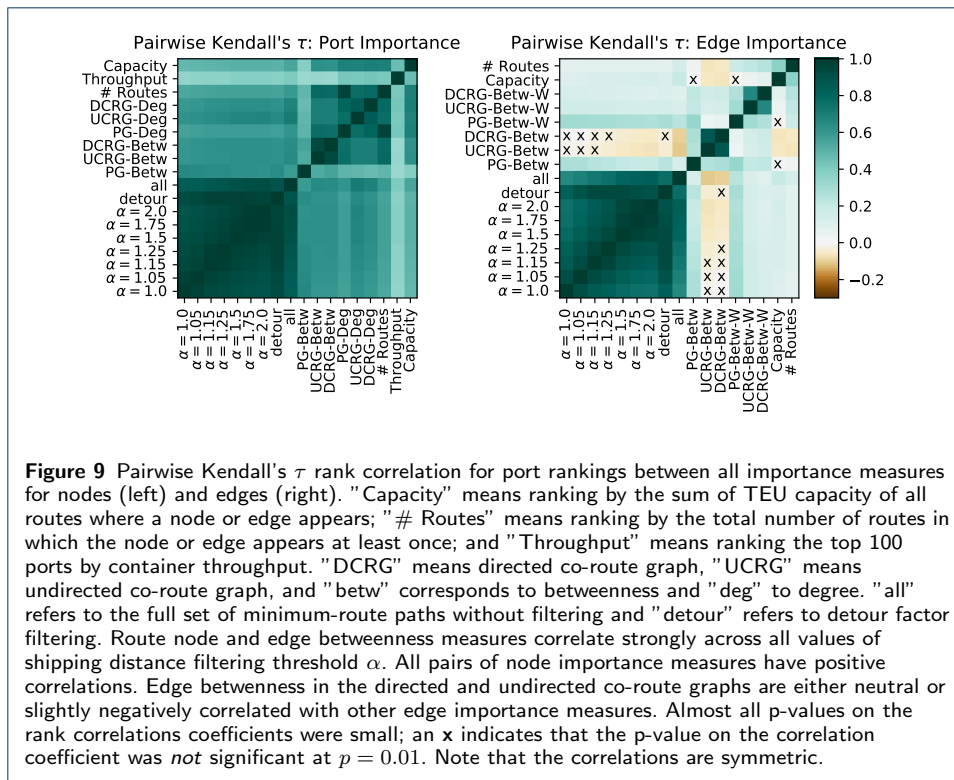 Pairwise Kendall's τ: Port Importance
Capacity
Throughput
# Routes
DCRG-Deg
UCRG-Deg
PG-Deg
DCRG-Betw
UCRG-Betw
PG-Betw
all
detour
α = 2.0
α = 1.75
α = 1.5
α = 1.25
α = 1.15
α = 1.05
α = 1.0
α = 1.0
α = 1.05
α = 1.15
α = 1.25
α = 1.5
α = 1.75
α = 2.0
detour
all
PG-Betw
UCRG-Betw
DCRG-Betw
PG-Deg
UCRG-Deg
DCRG-Deg
# Routes
Throughput
Capacity
Pairwise Kendall's τ: Edge Importance
# Routes
Capacity
DCRG-Betw-W
UCRG-Betw-W
PG-Betw-W
DCRG-Betw
UCRG-Betw
PG-Betw
all
detour
α = 2.0
α = 1.75
α = 1.5
α = 1.25
α = 1.15
α = 1.05
α = 1.0
x x
x
x x x x x
x x x
x
x
x
x x
x x
x x
α = 1.0
α = 1.05
α = 1.15
α = 1.25
α = 1.5
α = 1.75
α = 2.0
detour
all
PG-Betw
UCRG-Betw
DCRG-Betw
PG-Betw-W
UCRG-Betw-W
DCRG-Betw-W
Capacity
# Routes
1.0
0.8
0.6
0.4
0.2
0.0
−0.2
Figure 9 Pairwise Kendall's τ rank correlation for port rankings between all importance measures
for nodes (left) and edges (right). "Capacity" means ranking by the sum of TEU capacity of all
routes where a node or edge appears; "# Routes" means ranking by the total number of routes in
which the node or edge appears at least once; and "Throughput" means ranking the top 100
ports by container throughput. "DCRG" means directed co-route graph, "UCRG" means
undirected co-route graph, and "betw" corresponds to betweenness and "deg" to degree. "all"
refers to the full set of minimum-route paths without filtering and "detour" refers to detour factor
filtering. Route node and edge betweenness measures correlate strongly across all values of
shipping distance filtering threshold α. All pairs of node importance measures have positive
correlations. Edge betwenness in the directed and undirected co-route graphs are either neutral or
slightly negatively correlated with other edge importance measures. Almost all p-values on the
rank correlations coefficients were small; an x indicates that the p-value on the correlation
coefficient was not significant at p = 0.01. Note that the correlations are symmetric.